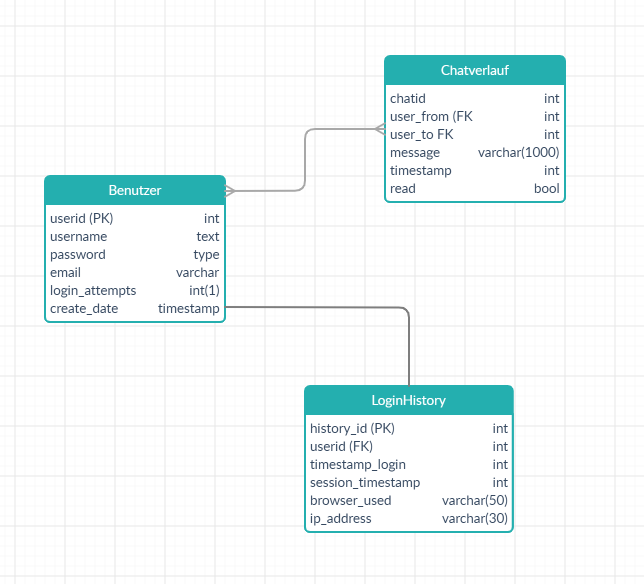 Chatverlauf
chatid int
user_from (FK int
user_to FK int
message varchar(1000)
timestamp int
read bool
Benutzer
userid (PK) int
username text
password type
email varchar
login_attempts int(1)
create_date timestamp
LoginHistory
history_id (PK) int
userid (FK) int
timestamp_login int
session_timestamp int
browser_used varchar(50)
ip_address varchar(30)